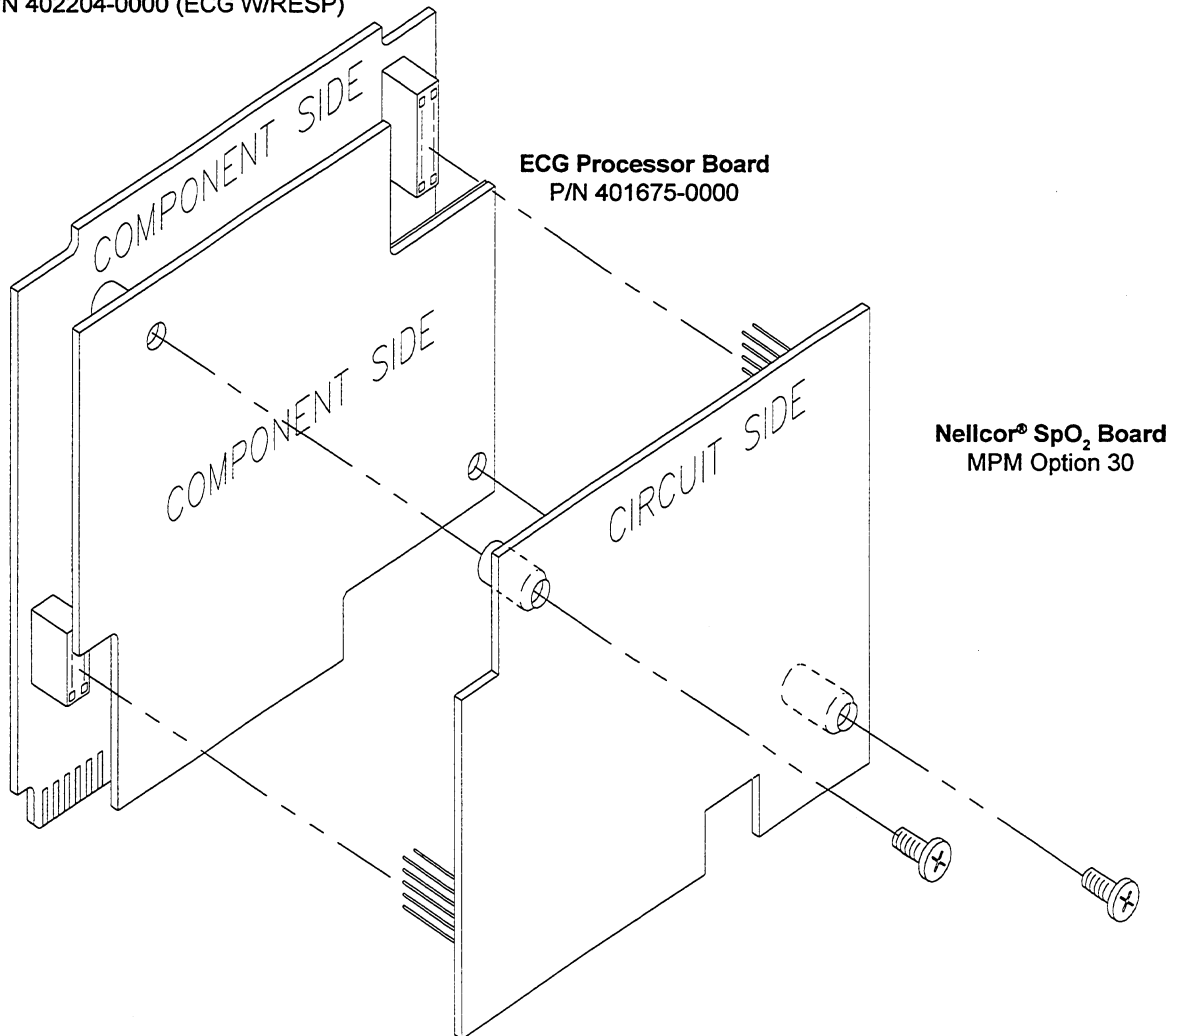 N 402204-0000 (ECG W/RESP)
COMPONENT SIDE
ECG Processor Board
P/N 401675-0000
COMPONENT SIDE
CIRCUIT SIDE
Nellcor® SpO₂ Board
MPM Option 30